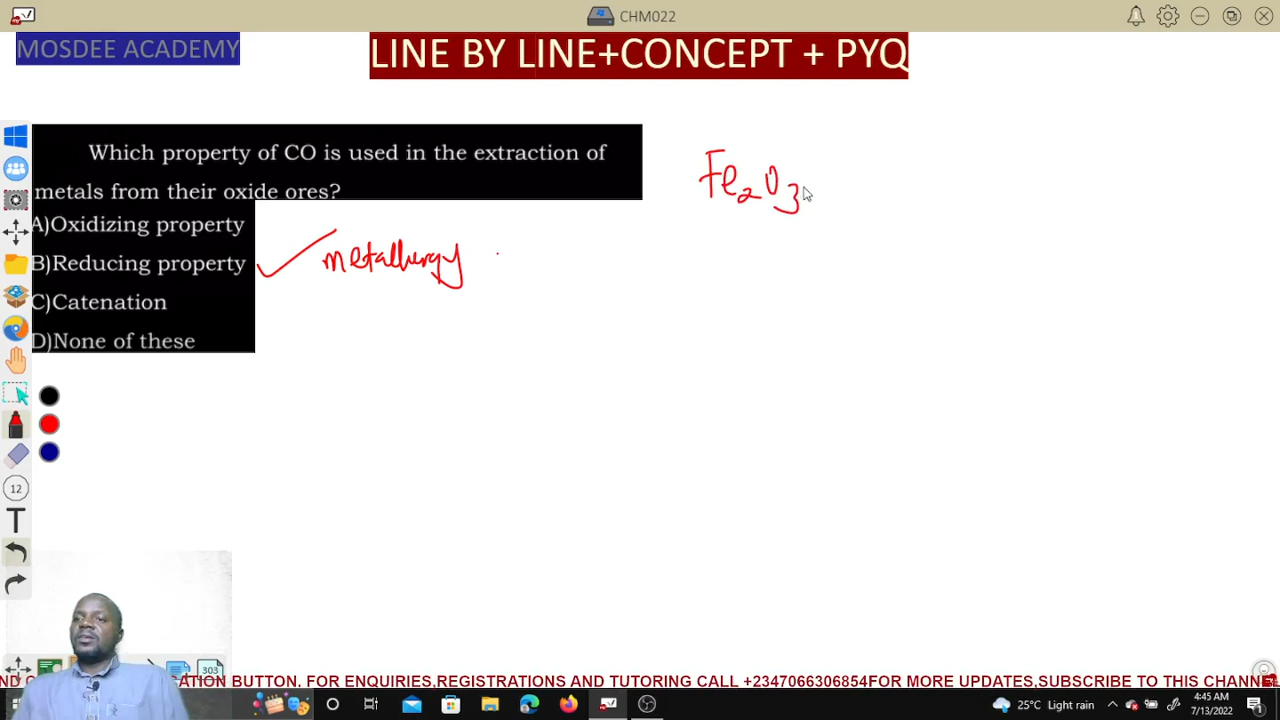 CHM022
MOSDEE ACADEMY
LINE BY LINE+CONCEPT + PYQ
Which property of CO is used in the extraction of
metals from their oxide ores?
A)Oxidizing property
B)Reducing property
C)Catenation
D)None of these
metallurgy
Fe2O3
12
T
303
CATION BUTTON. FOR ENQUIRIES,REGISTRATIONS AND TUTORING CALL +2347066306854FOR MORE UPDATES,SUBSCRIBE TO THIS CHANNE
25°C Light rain
4:45 AM
7/13/2022